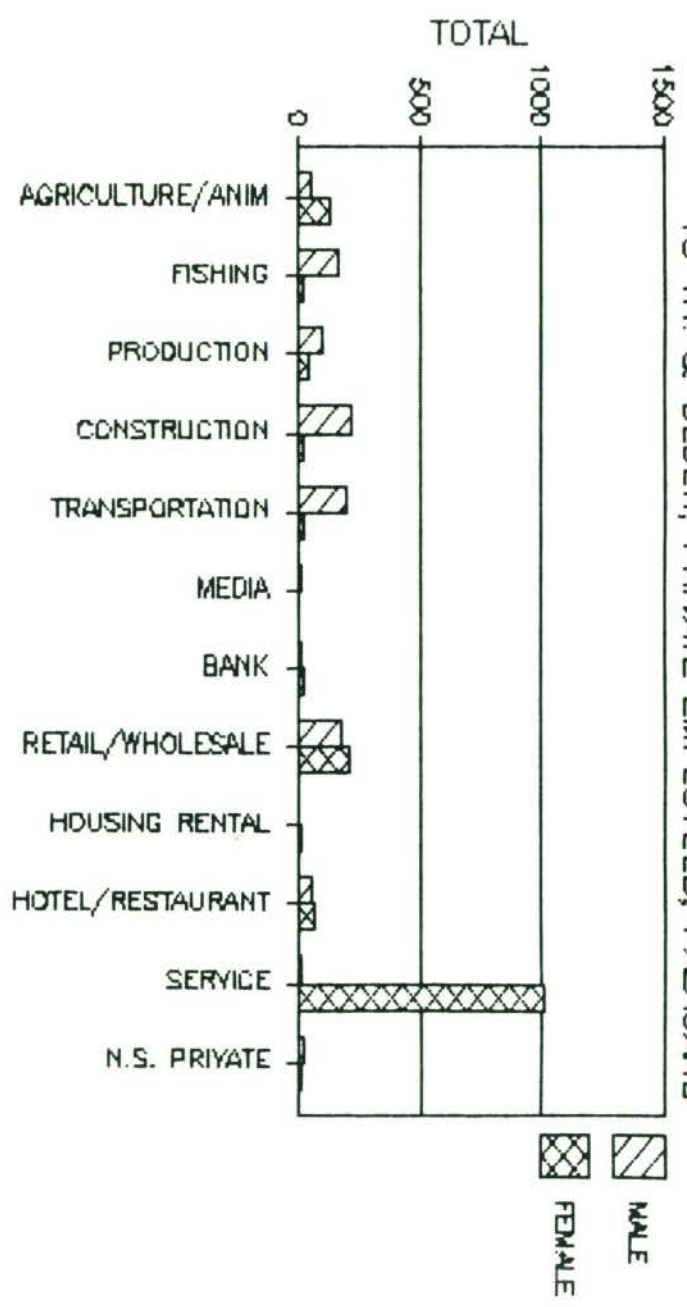 TOTAL
0
500
1000
1500
AGRICULTURE/ANIM
FISHING
PRODUCTION
CONSTRUCTION
TRANSPORTATION
MEDIA
BANK
RETAIL/WHOLESALE
HOUSING RENTAL
HOTEL/RESTAURANT
SERVICE
N.S. PRIVATE
MALE
FEMALE